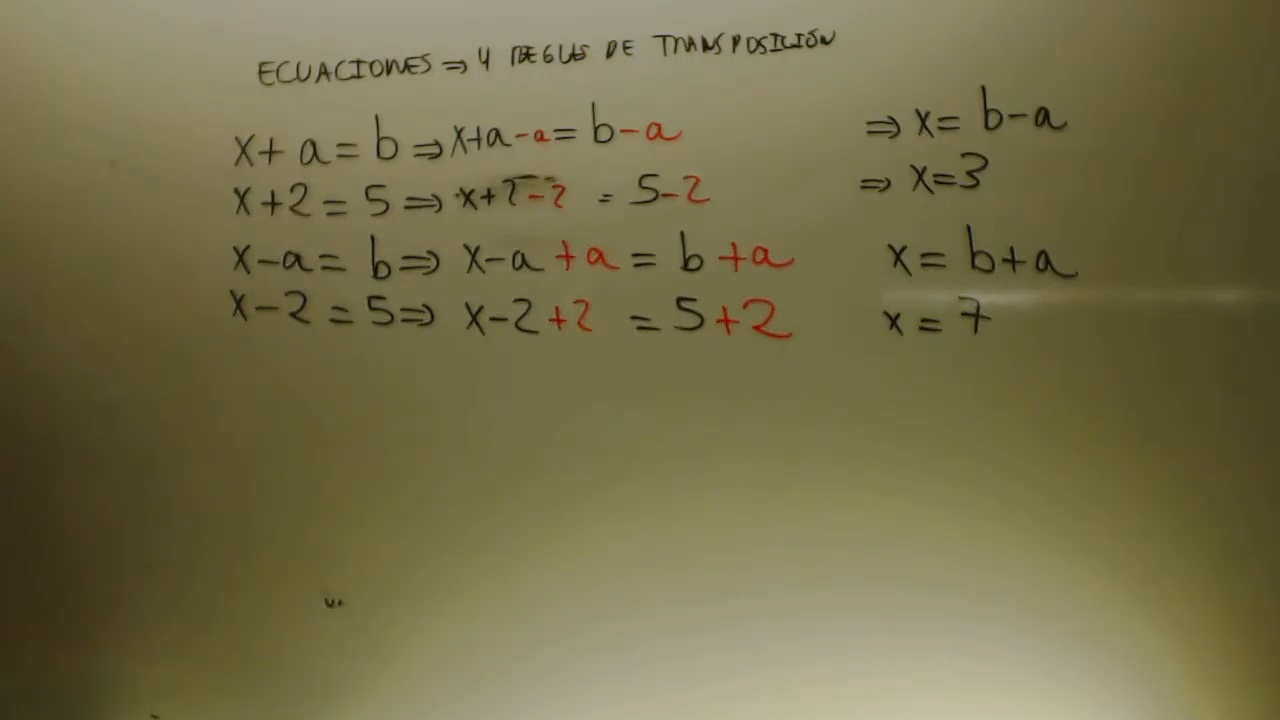 ECUACIONES ⇒ 4 REGLAS DE TRANSPOSICIÓN
x + a = b ⇒ x+a-a = b-a ⇒ x = b-a
x+2 = 5 ⇒ x+2-2 = 5-2 ⇒ x=3
x-a = b ⇒ x-a+a = b+a x = b+a
x-2 = 5 ⇒ x-2+2 = 5+2 x = 7